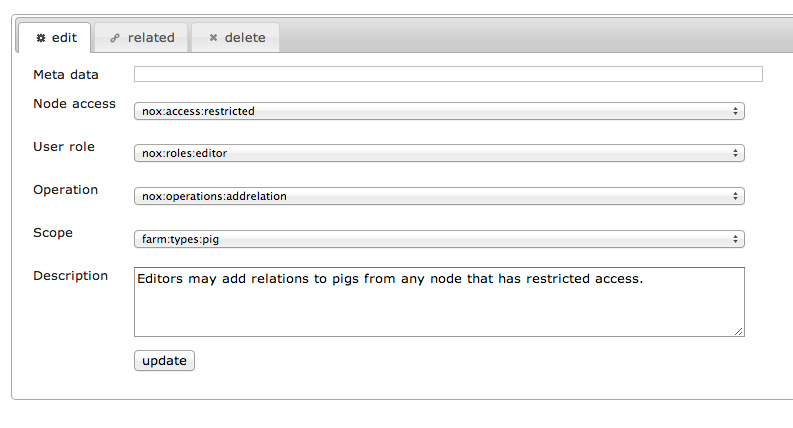 edit related delete
Meta data
Node access nox:access:restricted
User role nox:roles:editor
Operation nox:operations:addrelation
Scope farm:types:pig
Description Editors may add relations to pigs from any node that has restricted access.
update